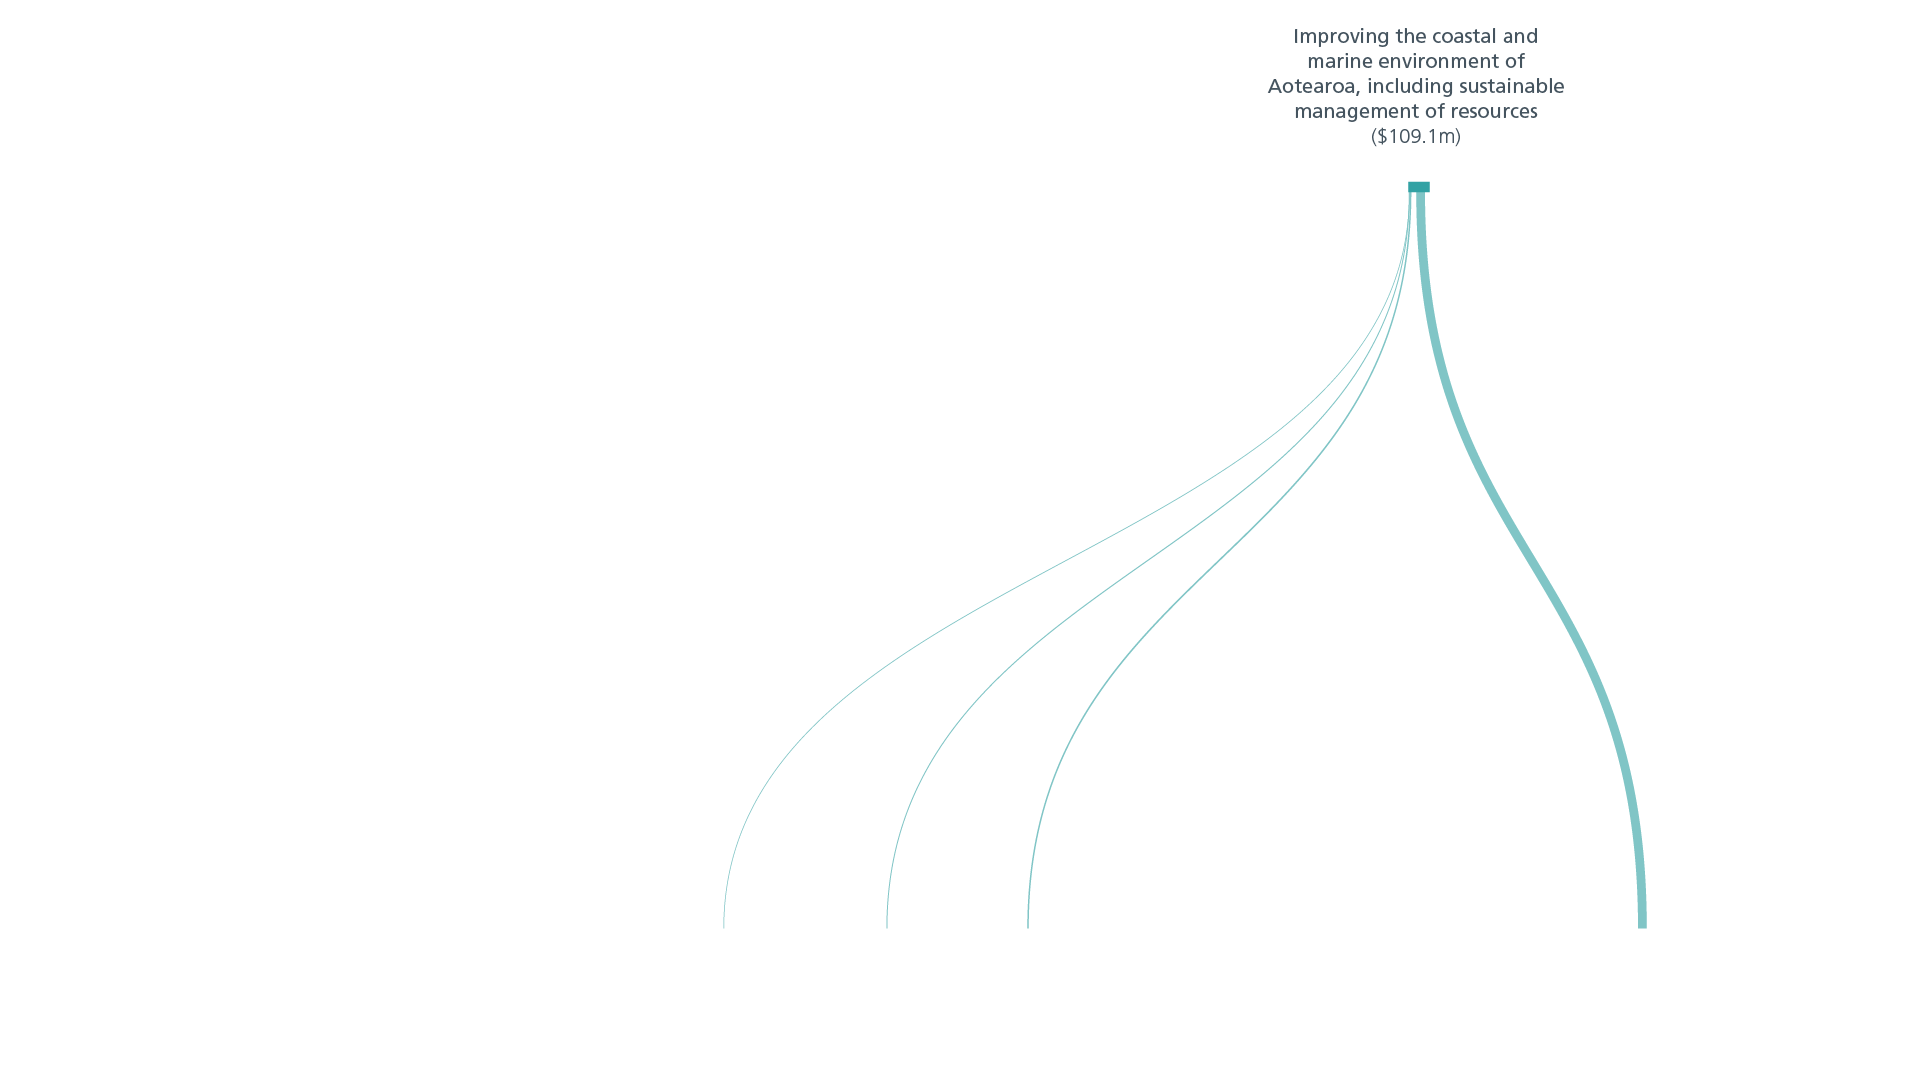 Improving the coastal and
marine environment of
Aotearoa, including sustainable
management of resources
($109.1m)